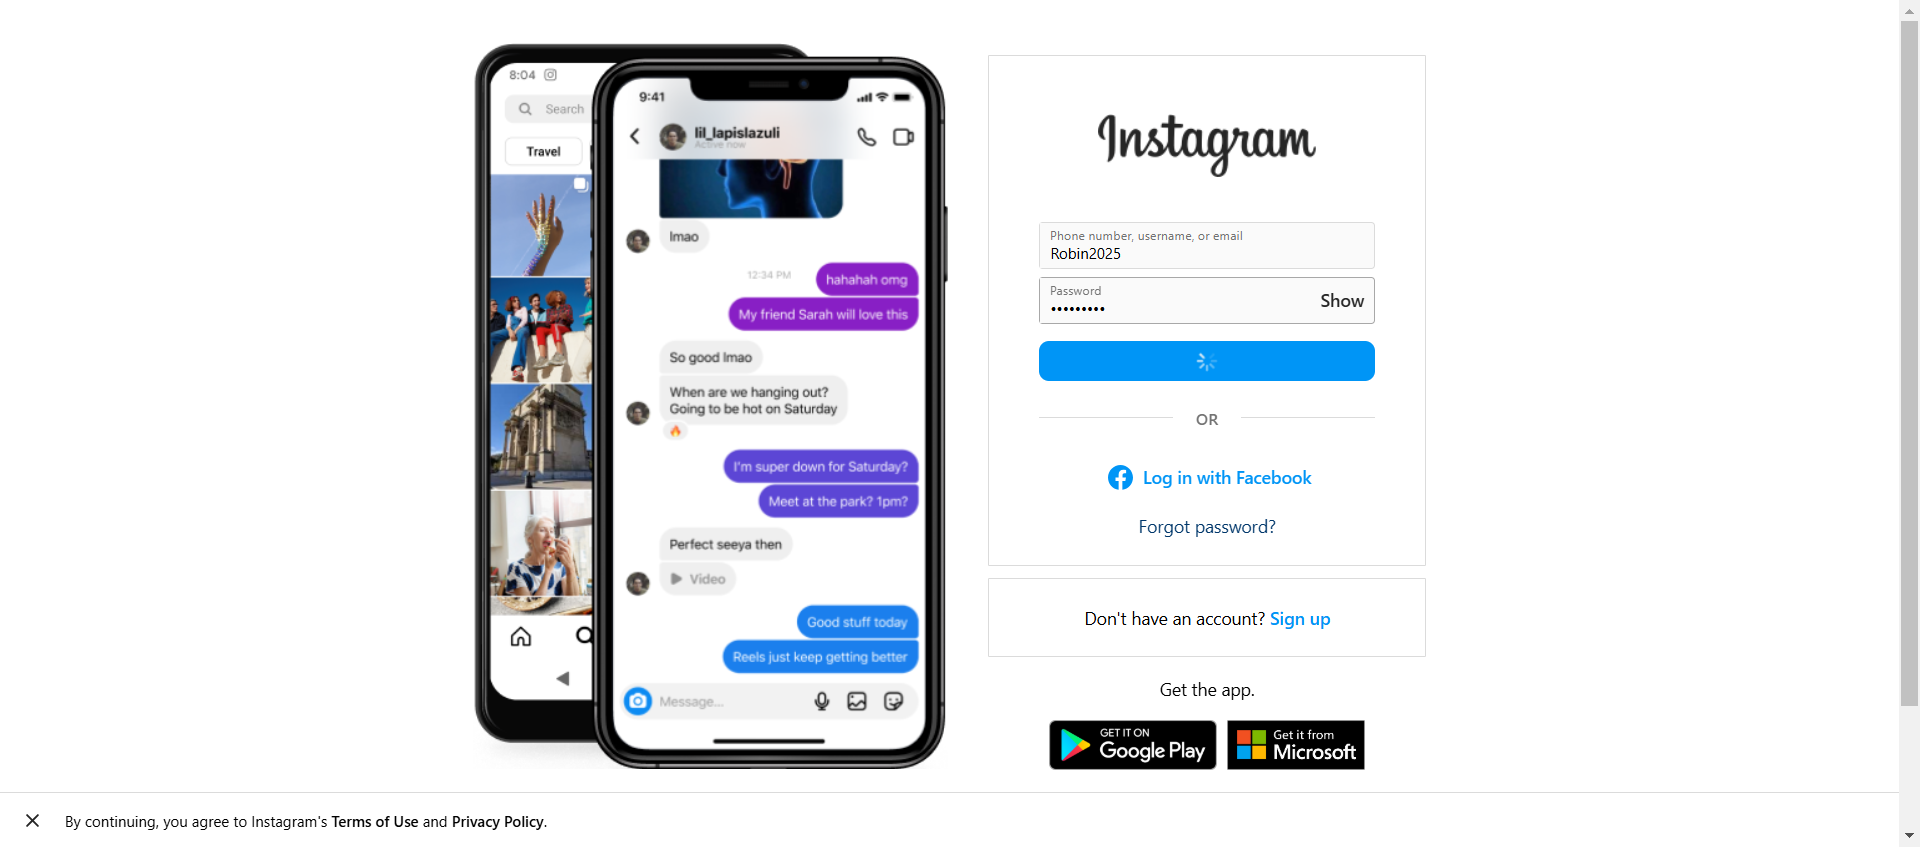 8:04
Search
Travel
9:41
lil_lapislazuli
Active now
lmao
12:34 PM
hahahah omg
My friend Sarah will love this
So good lmao
When are we hanging out?
Going to be hot on Saturday
I'm super down for Saturday?
Meet at the park? 1pm?
Perfect seeya then
Video
Good stuff today
Reels just keep getting better
Message...
Instagram
Phone number, username, or email
Robin2025
Password
•••••••••
Show
OR
Log in with Facebook
Forgot password?
Don't have an account? Sign up
Get the app.
GET IT ON
Google Play
Get it from
Microsoft
By continuing, you agree to Instagram's Terms of Use and Privacy Policy.